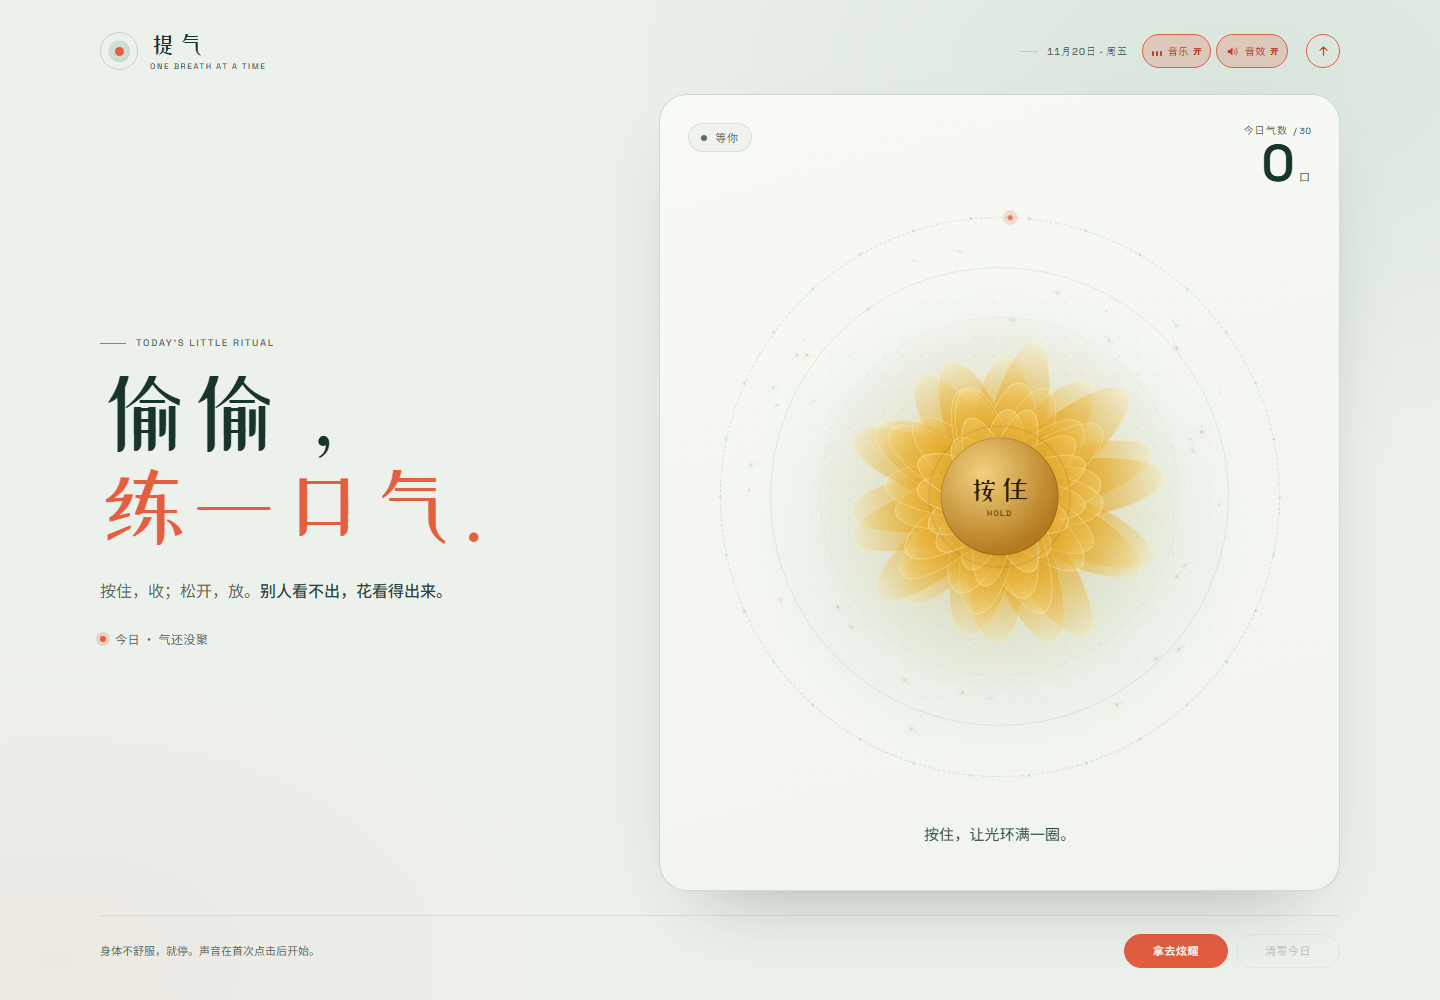 提气
ONE BREATH AT A TIME
11月20日 · 周五
音乐 开
音效 开
等你
今日气数 /30
0 口
TODAY'S LITTLE RITUAL
偷偷，
练一口气.
按住，收；松开，放。别人看不出，花看得出来。
今日 · 气还没聚
按住
HOLD
按住，让光环满一圈。
身体不舒服，就停。声音在首次点击后开始。
拿去炫耀
清零今日